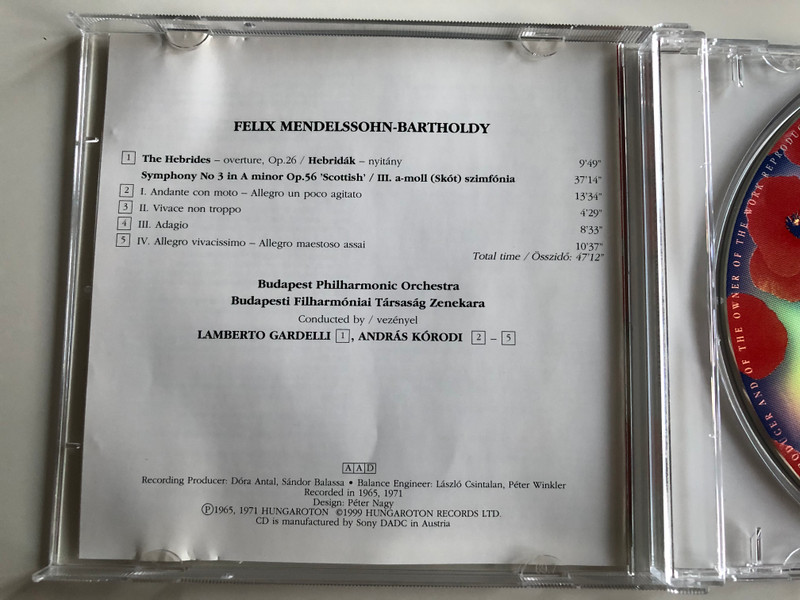 FELIX MENDELSSOHN-BARTHOLDY
1 The Hebrides – overture, Op.26 / Hebridák – nyitány 9'49"
Symphony No 3 in A minor Op.56 'Scottish' / III. a-moll (Skót) szimfónia 37'14"
2 I. Andante con moto – Allegro un poco agitato 13'34"
3 II. Vivace non troppo 4'29"
4 III. Adagio 8'33"
5 IV. Allegro vivacissimo – Allegro maestoso assai 10'37"
Total time / Összidő: 47'12"
Budapest Philharmonic Orchestra
Budapesti Filharmóniai Társaság Zenekara
Conducted by / vezényel
LAMBERTO GARDELLI 1, ANDRÁS KÓRODI 2 – 5
AAD
Recording Producer: Dóra Antal, Sándor Balassa • Balance Engineer: László Csintalan, Péter Winkler
Recorded in 1965, 1971
Design: Péter Nagy
Ⓟ1965, 1971 HUNGAROTON ©1999 HUNGAROTON RECORDS LTD.
CD is manufactured by Sony DADC in Austria
AND OF THE OWNER OF THE WORK